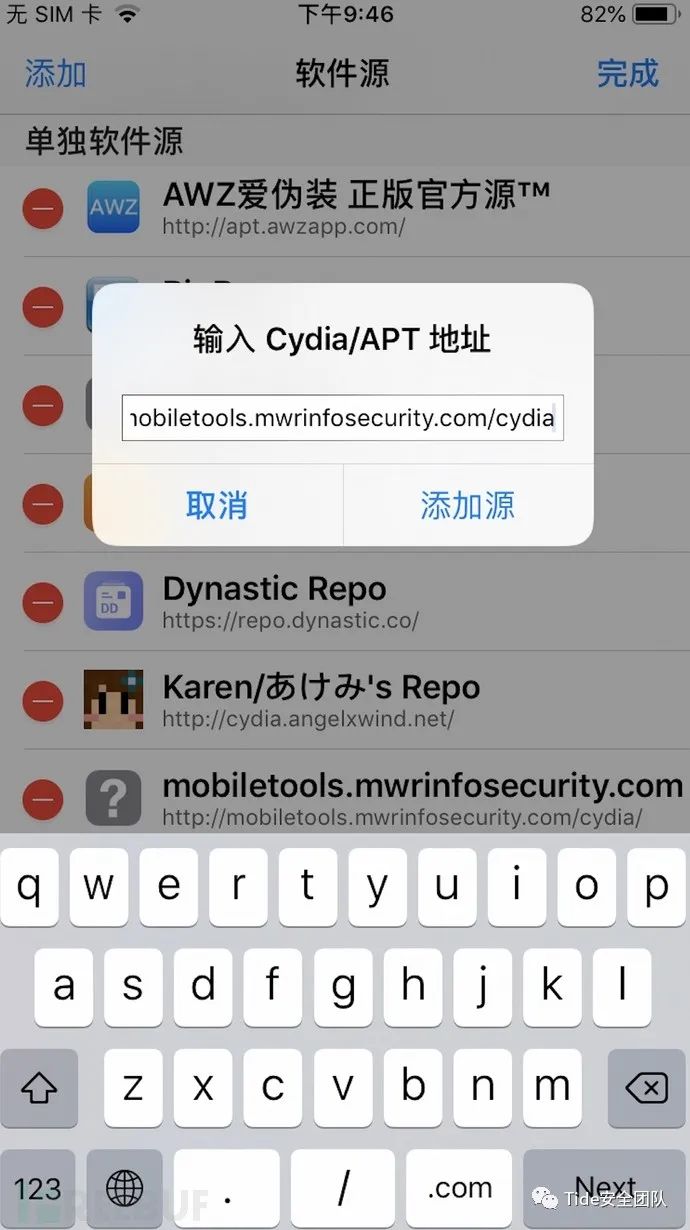 无 SIM 卡
下午9:46
82%
添加
软件源
完成
单独软件源
AWZ
AWZ爱伪装 正版官方源™
http://apt.awzapp.com/
输入 Cydia/APT 地址
mobiletools.mwrinfosecurity.com/cydia
取消
添加源
DD
Dynastic Repo
https://repo.dynastic.co/
Karen/あけみ's Repo
http://cydia.angelxwind.net/
?
mobiletools.mwrinfosecurity.com
http://mobiletools.mwrinfosecurity.com/cydia/
q w e r t y u i o p
a s d f g h j k l
z x c v b n m
123
.
/
.com
Next
Tide安全团队